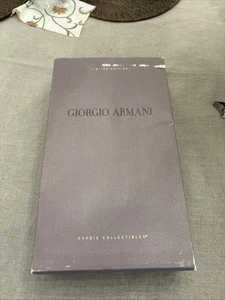 LIMITED EDITION
GIORGIO ARMANI
BARBIE COLLECTIBLES®